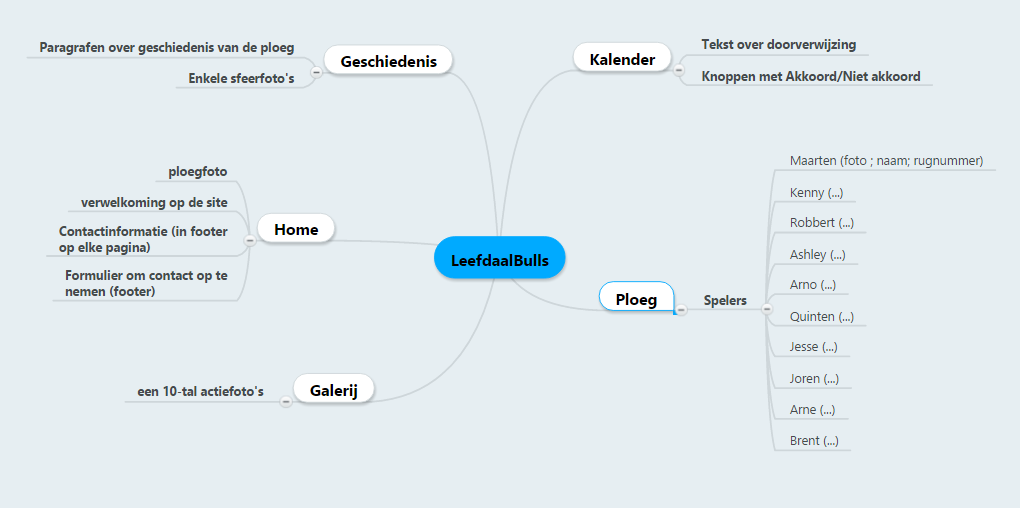 Geschiedenis
Paragrafen over geschiedenis van de ploeg
Enkele sfeerfoto's
Home
ploegfoto
verwelkoming op de site
Contactinformatie (in footer
op elke pagina)
Formulier om contact op te
nemen (footer)
Galerij
een 10-tal actiefoto's
LeefdaalBulls
Kalender
Tekst over doorverwijzing
Knoppen met Akkoord/Niet akkoord
Ploeg
Spelers
Maarten (foto ; naam; rugnummer)
Kenny (...)
Robbert (...)
Ashley (...)
Arno (...)
Quinten (...)
Jesse (...)
Joren (...)
Arne (...)
Brent (...)